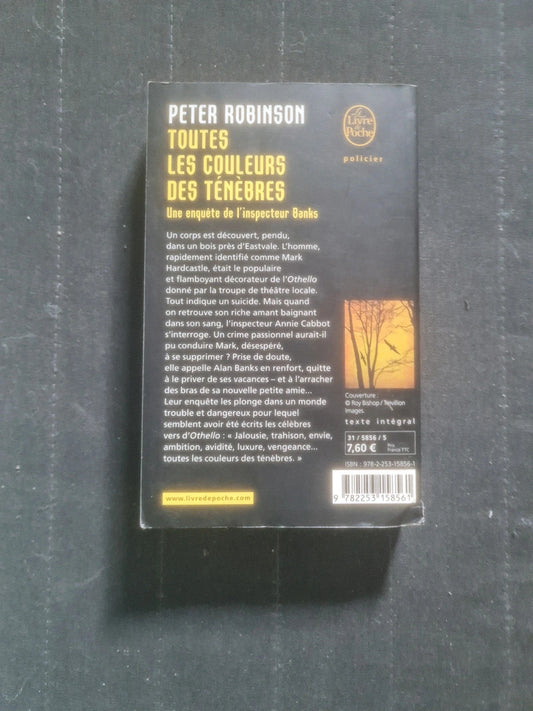 PETER ROBINSON
TOUTES
LES COULEURS
DES TÉNÈBRES
Une enquête de l'inspecteur Banks
Le
Livre
de
Poche
policier
Un corps est découvert, pendu,
dans un bois près d'Eastvale. L'homme,
rapidement identifié comme Mark
Hardcastle, était le populaire
et flamboyant décorateur de l'Othello
donné par la troupe de théâtre locale.
Tout indique un suicide. Mais quand
on retrouve son riche amant baignant
dans son sang, l'inspecteur Annie Cabbot
s'interroge. Un crime passionnel aurait-il
pu conduire Mark, désespéré,
à se supprimer ? Prise de doute,
elle appelle Alan Banks en renfort, quitte
à le priver de ses vacances – et à l'arracher
des bras de sa nouvelle petite amie...
Leur enquête les plonge dans un monde
trouble et dangereux pour lequel
semblent avoir été écrits les célèbres
vers d'Othello : « Jalousie, trahison, envie,
ambition, avidité, luxure, vengeance...
toutes les couleurs des ténèbres. »
Couverture :
© Roy Bishop / Trevillion
Images.
texte intégral
31 / 5856 / 5
7,60 € Prix
France TTC
ISBN : 978-2-253-15856-1
9 782253 158561
www.livredepoche.com